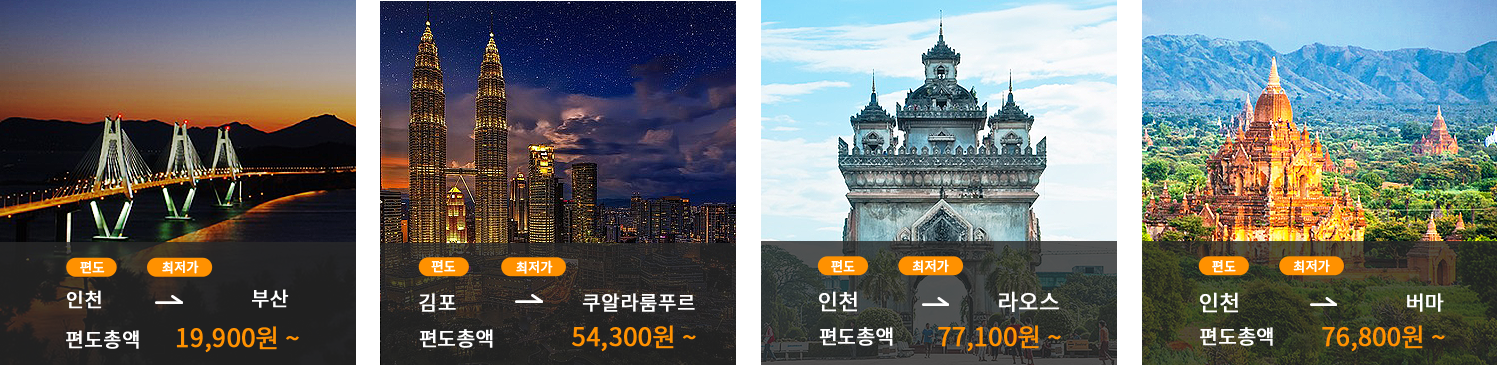 편도 최저가
인천 → 부산
편도총액 19,900원 ~
편도 최저가
김포 → 쿠알라룸푸르
편도총액 54,300원 ~
편도 최저가
인천 → 라오스
편도총액 77,100원 ~
편도 최저가
인천 → 버마
편도총액 76,800원 ~